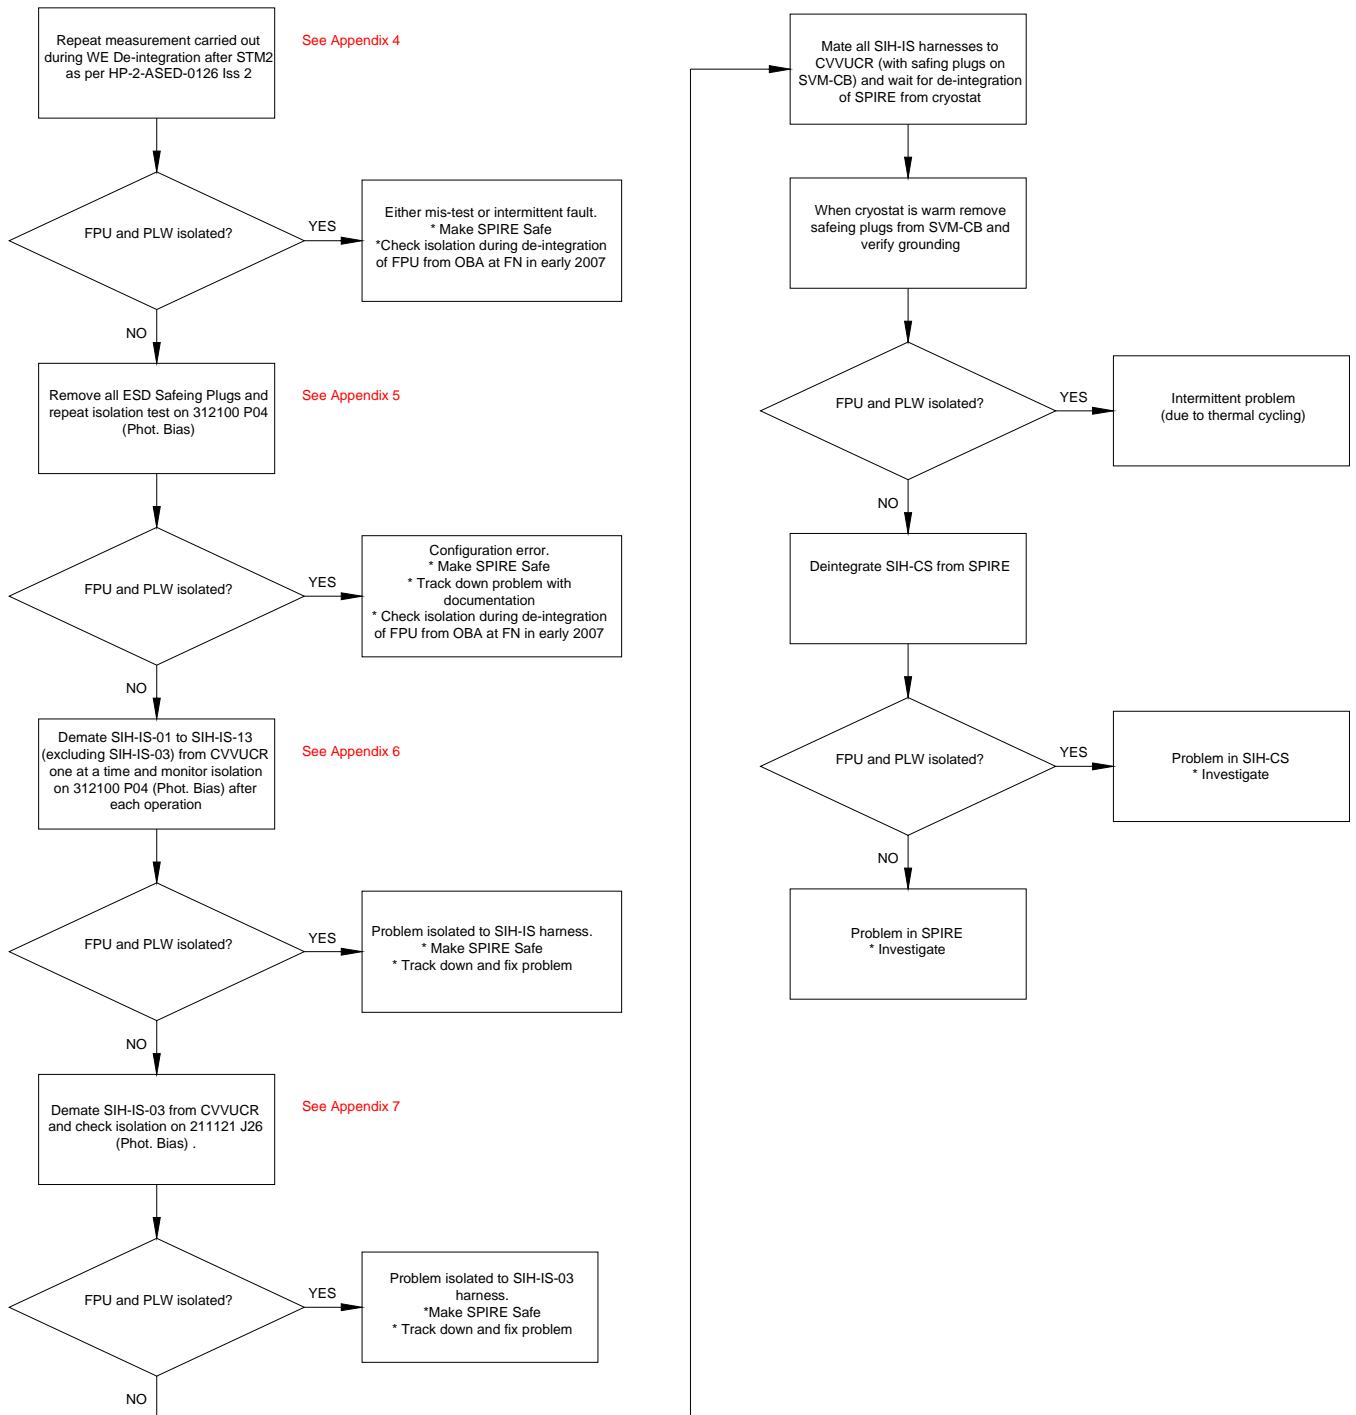 Repeat measurement carried out
during WE De-integration after STM2
as per HP-2-ASED-0126 Iss 2
See Appendix 4
FPU and PLW isolated?
YES
Either mis-test or intermittent fault.
* Make SPIRE Safe
*Check isolation during de-integration
of FPU from OBA at FN in early 2007
NO
Remove all ESD Safeing Plugs and
repeat isolation test on 312100 P04
(Phot. Bias)
See Appendix 5
FPU and PLW isolated?
YES
Configuration error.
* Make SPIRE Safe
* Track down problem with
documentation
* Check isolation during de-integration
of FPU from OBA at FN in early 2007
NO
Demate SIH-IS-01 to SIH-IS-13
(excluding SIH-IS-03) from CVVUCR
one at a time and monitor isolation
on 312100 P04 (Phot. Bias) after
each operation
See Appendix 6
FPU and PLW isolated?
YES
Problem isolated to SIH-IS harness.
* Make SPIRE Safe
* Track down and fix problem
NO
Demate SIH-IS-03 from CVVUCR
and check isolation on 211121 J26
(Phot. Bias) .
See Appendix 7
FPU and PLW isolated?
YES
Problem isolated to SIH-IS-03
harness.
*Make SPIRE Safe
* Track down and fix problem
NO
Mate all SIH-IS harnesses to
CVVUCR (with safing plugs on
SVM-CB) and wait for de-integration
of SPIRE from cryostat
When cryostat is warm remove
safeing plugs from SVM-CB and
verify grounding
FPU and PLW isolated?
YES
Intermittent problem
(due to thermal cycling)
NO
Deintegrate SIH-CS from SPIRE
FPU and PLW isolated?
YES
Problem in SIH-CS
* Investigate
NO
Problem in SPIRE
* Investigate